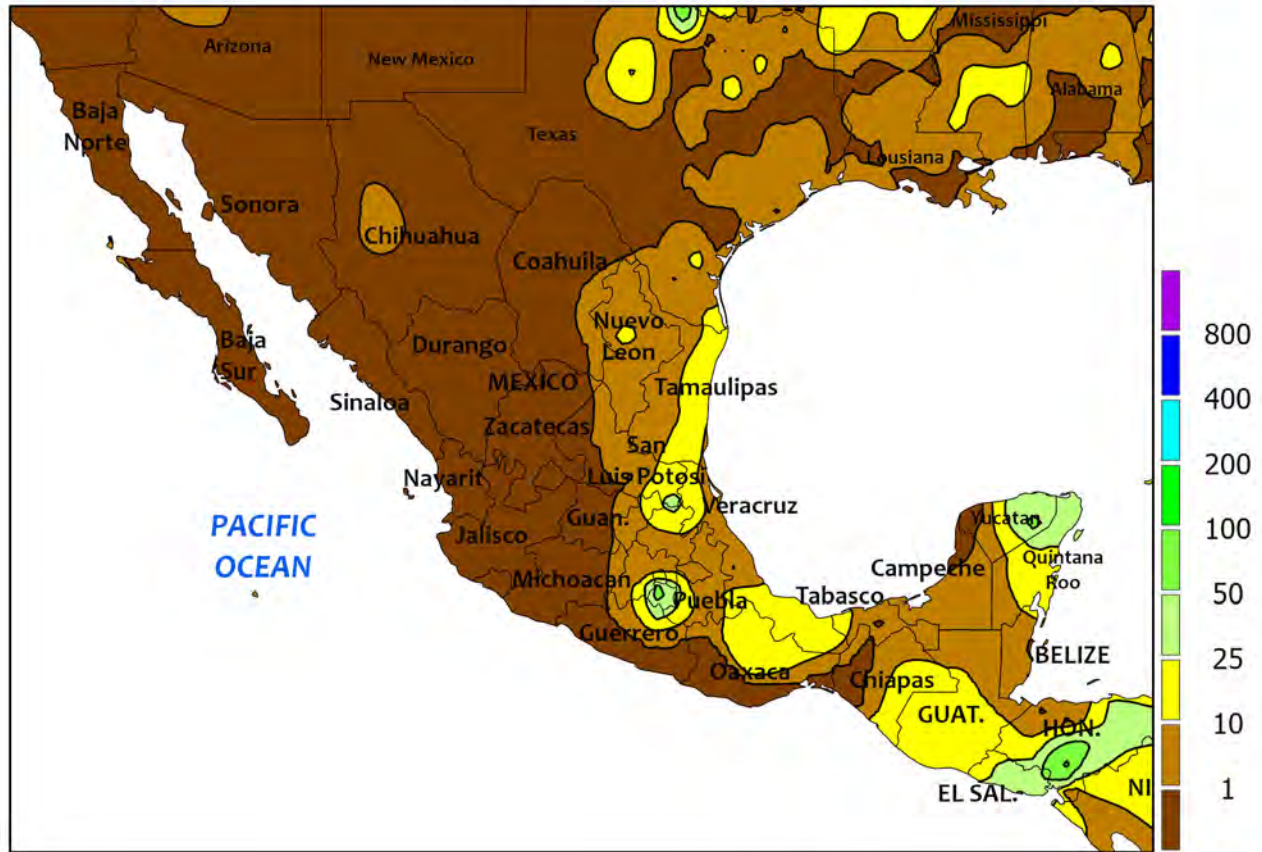 Mississippi
Arizona
New Mexico
Alabama
Baja
Norte
Texas
Lousiana
Sonora
Chihuahua
Coahuila
Nuevo
Leon
Durango
Baja
Sur
MEXICO
Tamaulipas
Sinaloa
Zacatecas
San
Luis Potosi
Nayarit
Veracruz
Guan.
Yucatan
PACIFIC
OCEAN
Jalisco
Michoacan
Campeche
Quintana
Roo
Puebla
Tabasco
Guerrero
Oaxaca
Chiapas
BELIZE
GUAT.
HON.
EL SAL.
NI
800
400
200
100
50
25
10
1